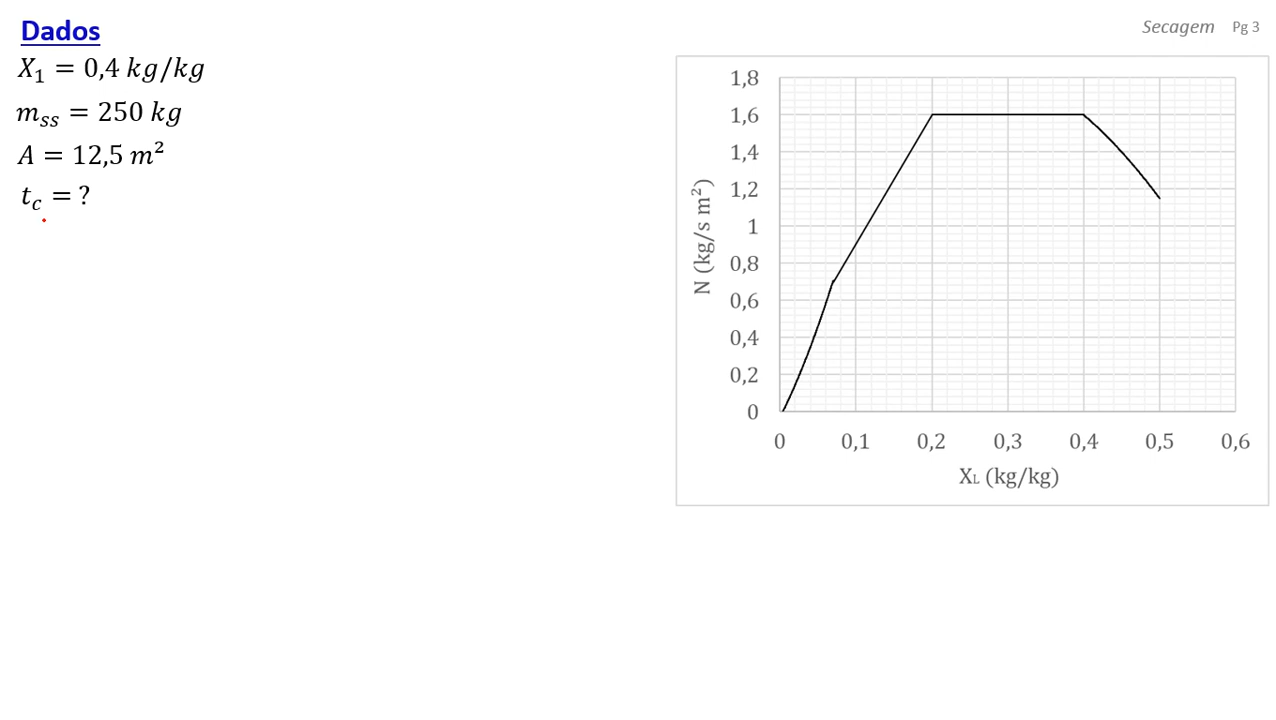 Dados
Secagem Pg 3
X₁ = 0,4 kg/kg
mₛₛ = 250 kg
A = 12,5 m²
t_c = ?
1,8
1,6
1,4
1,2
1
0,8
0,6
0,4
0,2
0
N (kg/s m²)
0 0,1 0,2 0,3 0,4 0,5 0,6
X_L (kg/kg)